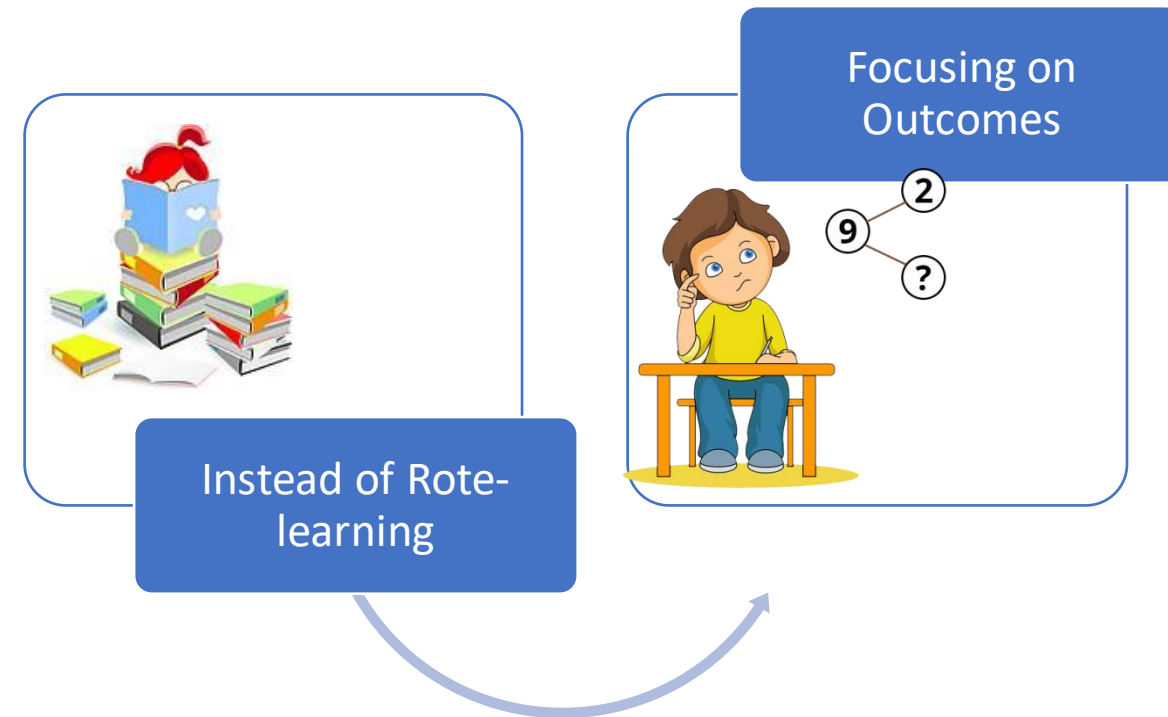 Instead of Rote-
learning
Focusing on
Outcomes
2
9
?